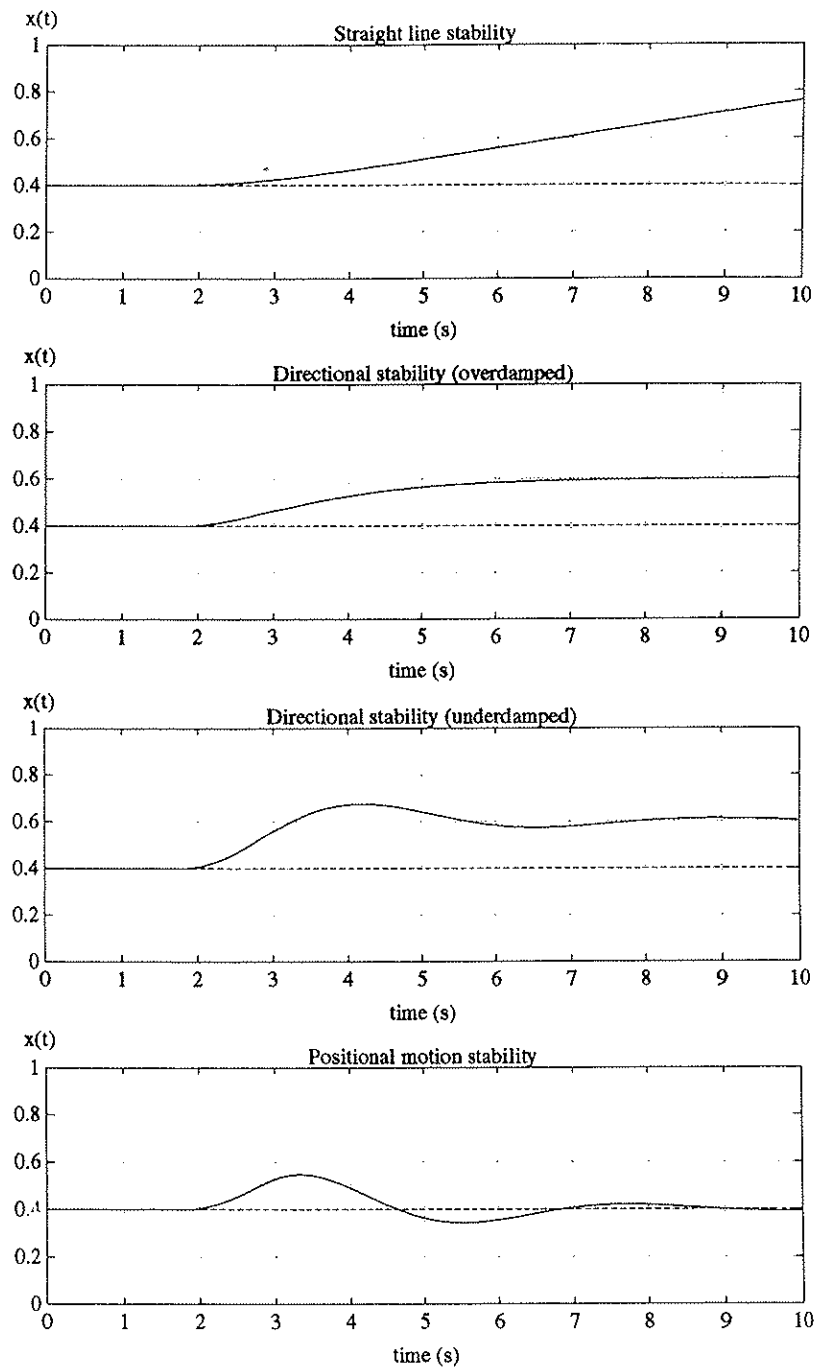 x(t)
Straight line stability
1
0.8
0.6
0.4
0.2
0
0 1 2 3 4 5 6 7 8 9 10
time (s)
x(t)
Directional stability (overdamped)
1
0.8
0.6
0.4
0.2
0
0 1 2 3 4 5 6 7 8 9 10
time (s)
x(t)
Directional stability (underdamped)
1
0.8
0.6
0.4
0.2
0
0 1 2 3 4 5 6 7 8 9 10
time (s)
x(t)
Positional motion stability
1
0.8
0.6
0.4
0.2
0
0 1 2 3 4 5 6 7 8 9 10
time (s)